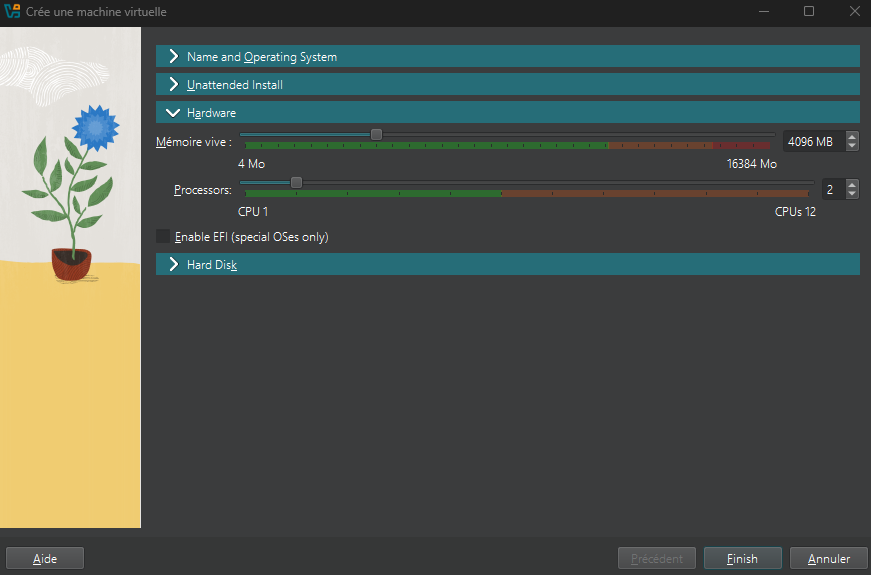 Crée une machine virtuelle
Name and Operating System
Unattended Install
Hardware
Mémoire vive : 4096 MB
4 Mo 16384 Mo
Processors: 2
CPU 1 CPUs 12
Enable EFI (special OSes only)
Hard Disk
Aide Précédent Finish Annuler